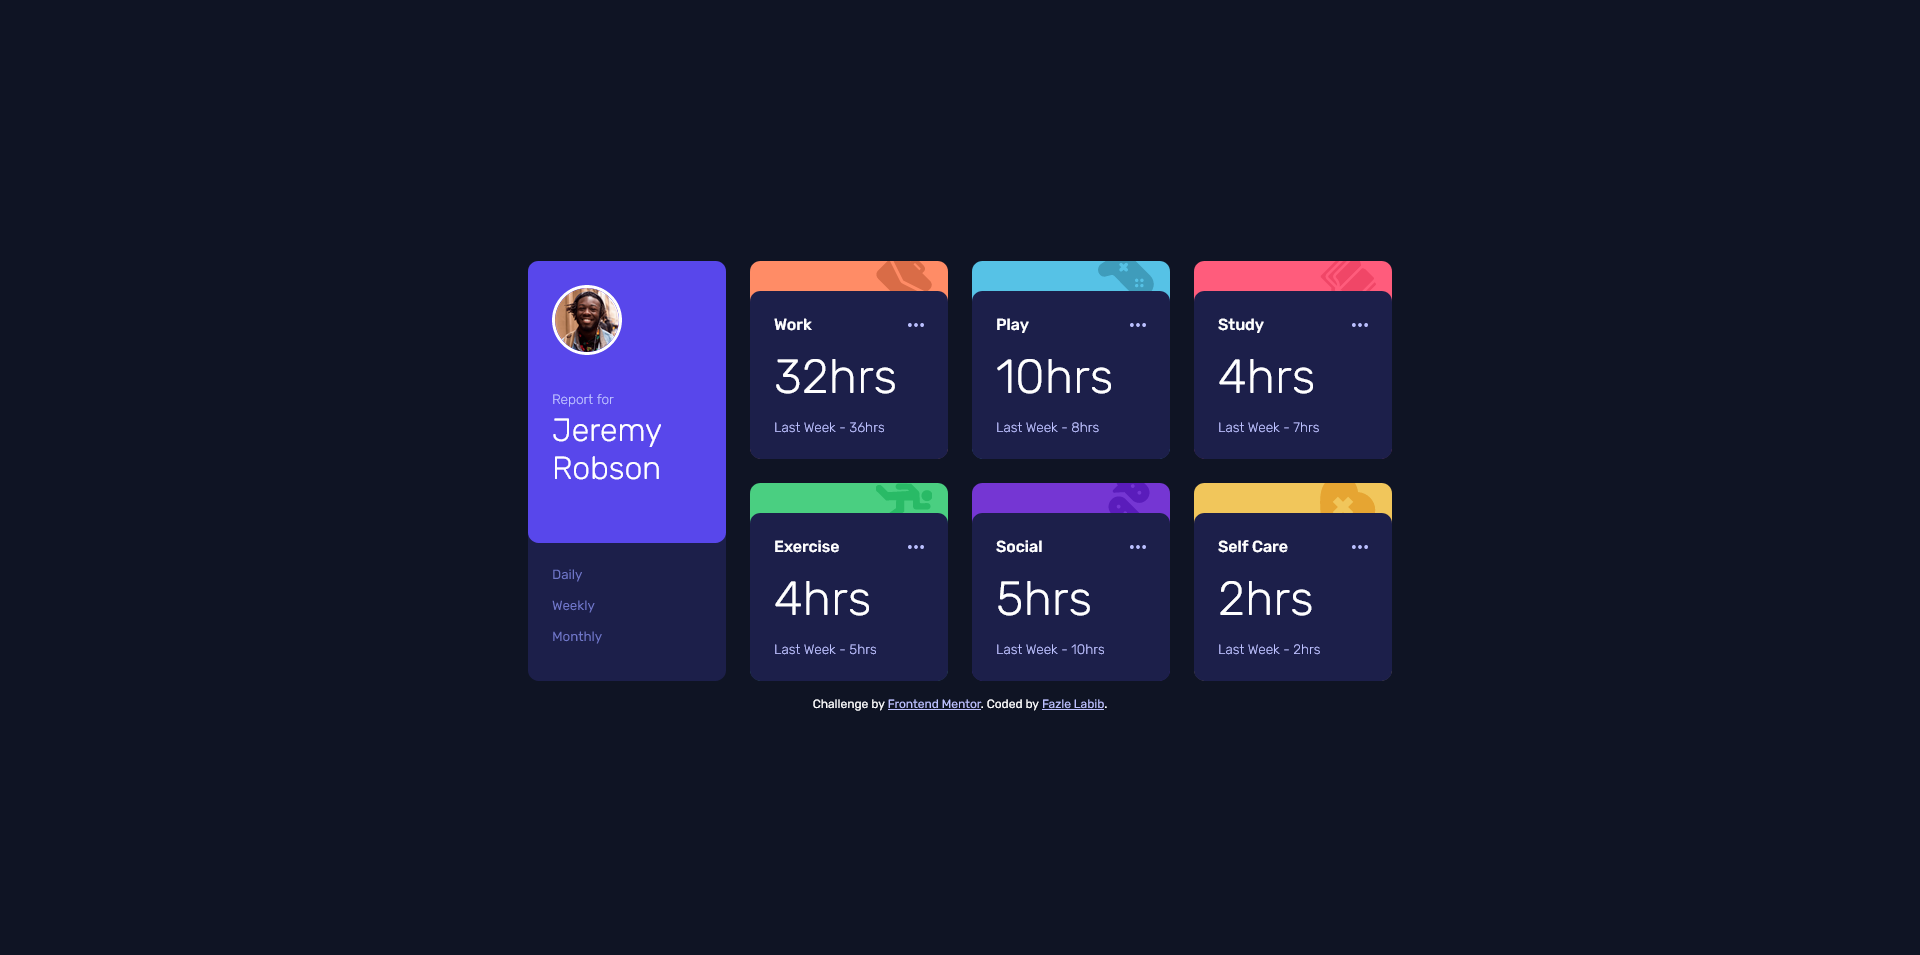 Report for
Jeremy
Robson
Daily
Weekly
Monthly
Work
32hrs
Last Week - 36hrs
Play
10hrs
Last Week - 8hrs
Study
4hrs
Last Week - 7hrs
Exercise
4hrs
Last Week - 5hrs
Social
5hrs
Last Week - 10hrs
Self Care
2hrs
Last Week - 2hrs
Challenge by Frontend Mentor. Coded by Fazle Labib.